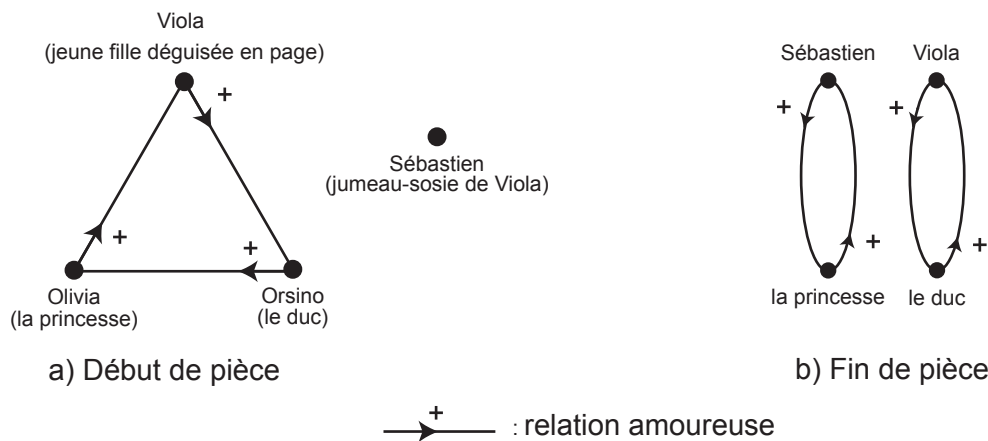 Viola
(jeune fille déguisée en page)
+
+
+
Olivia
(la princesse)
Orsino
(le duc)
Sébastien
(jumeau-sosie de Viola)
a) Début de pièce
Sébastien
Viola
+
+
+
+
la princesse
le duc
b) Fin de pièce
+
: relation amoureuse